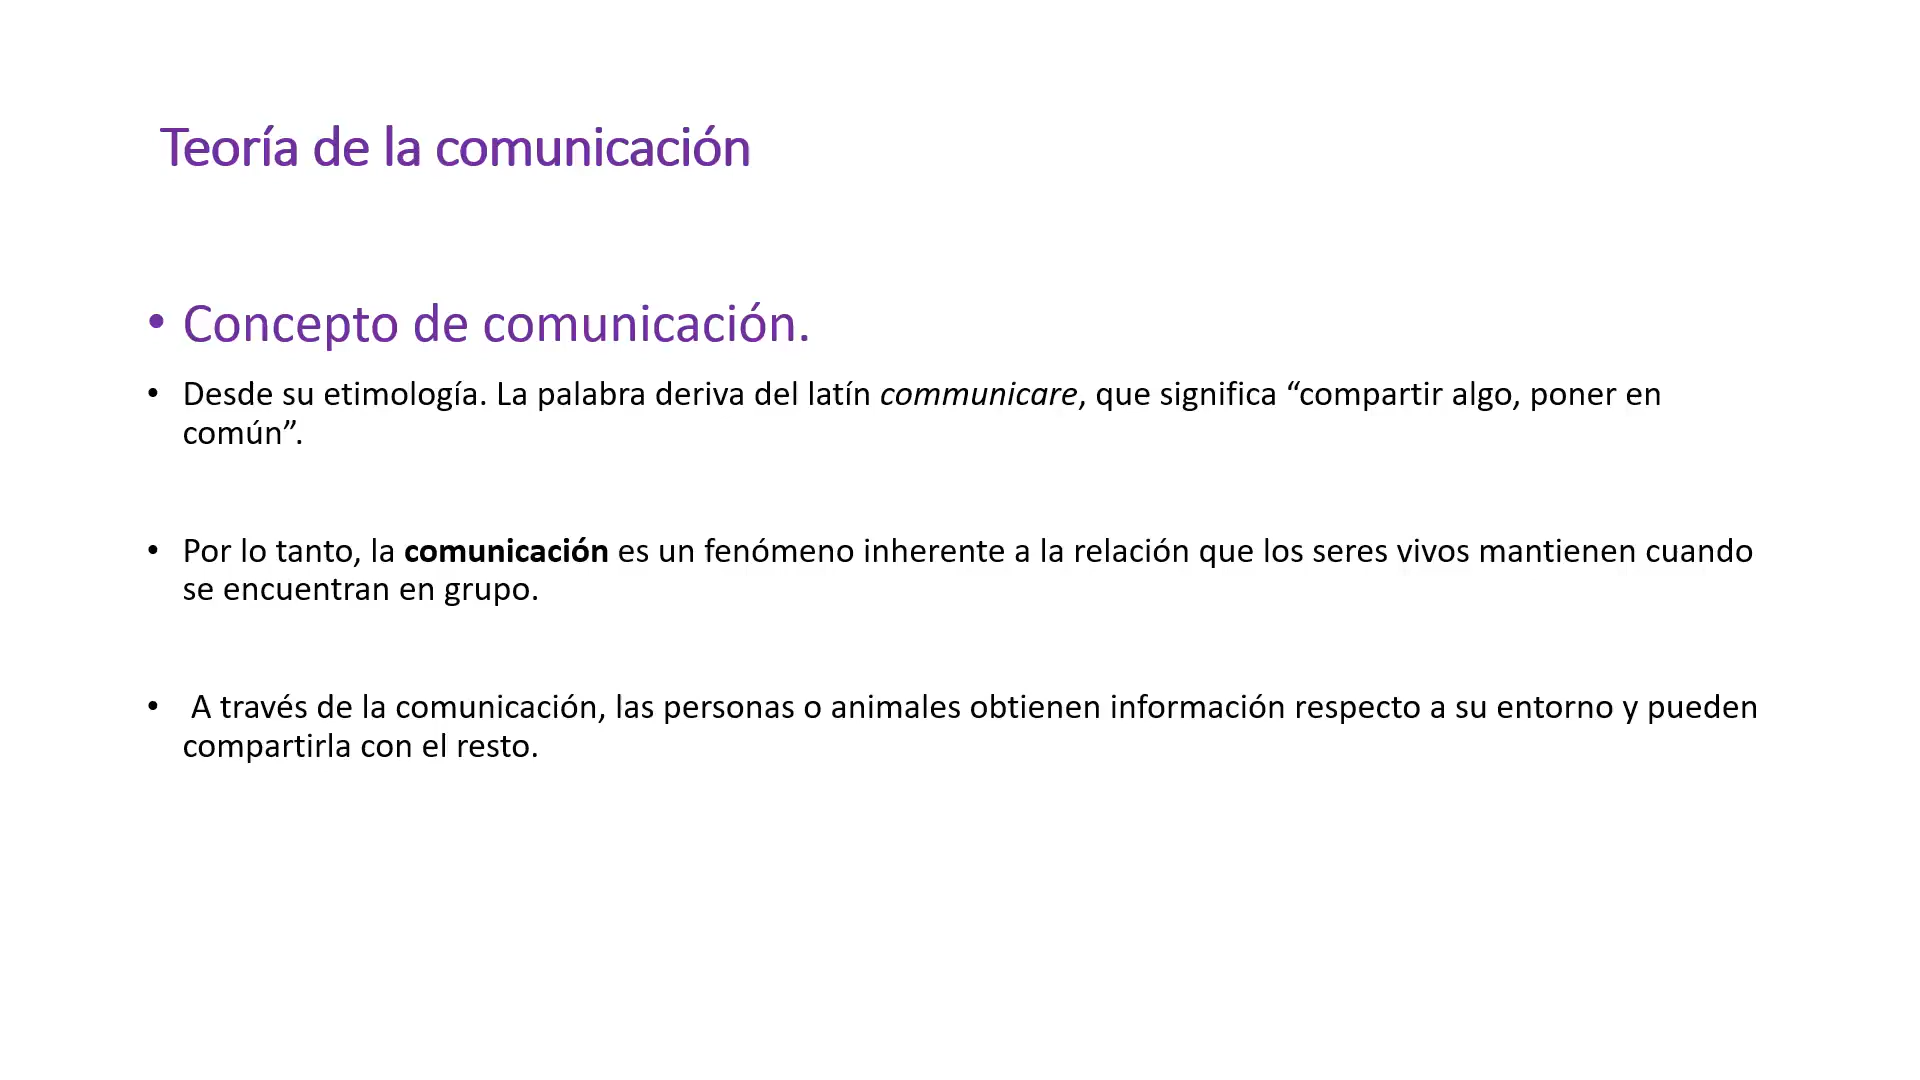 Teoría de la comunicación
• Concepto de comunicación.
• Desde su etimología. La palabra deriva del latín communicare, que significa “compartir algo, poner en
común”.
• Por lo tanto, la comunicación es un fenómeno inherente a la relación que los seres vivos mantienen cuando
se encuentran en grupo.
• A través de la comunicación, las personas o animales obtienen información respecto a su entorno y pueden
compartirla con el resto.